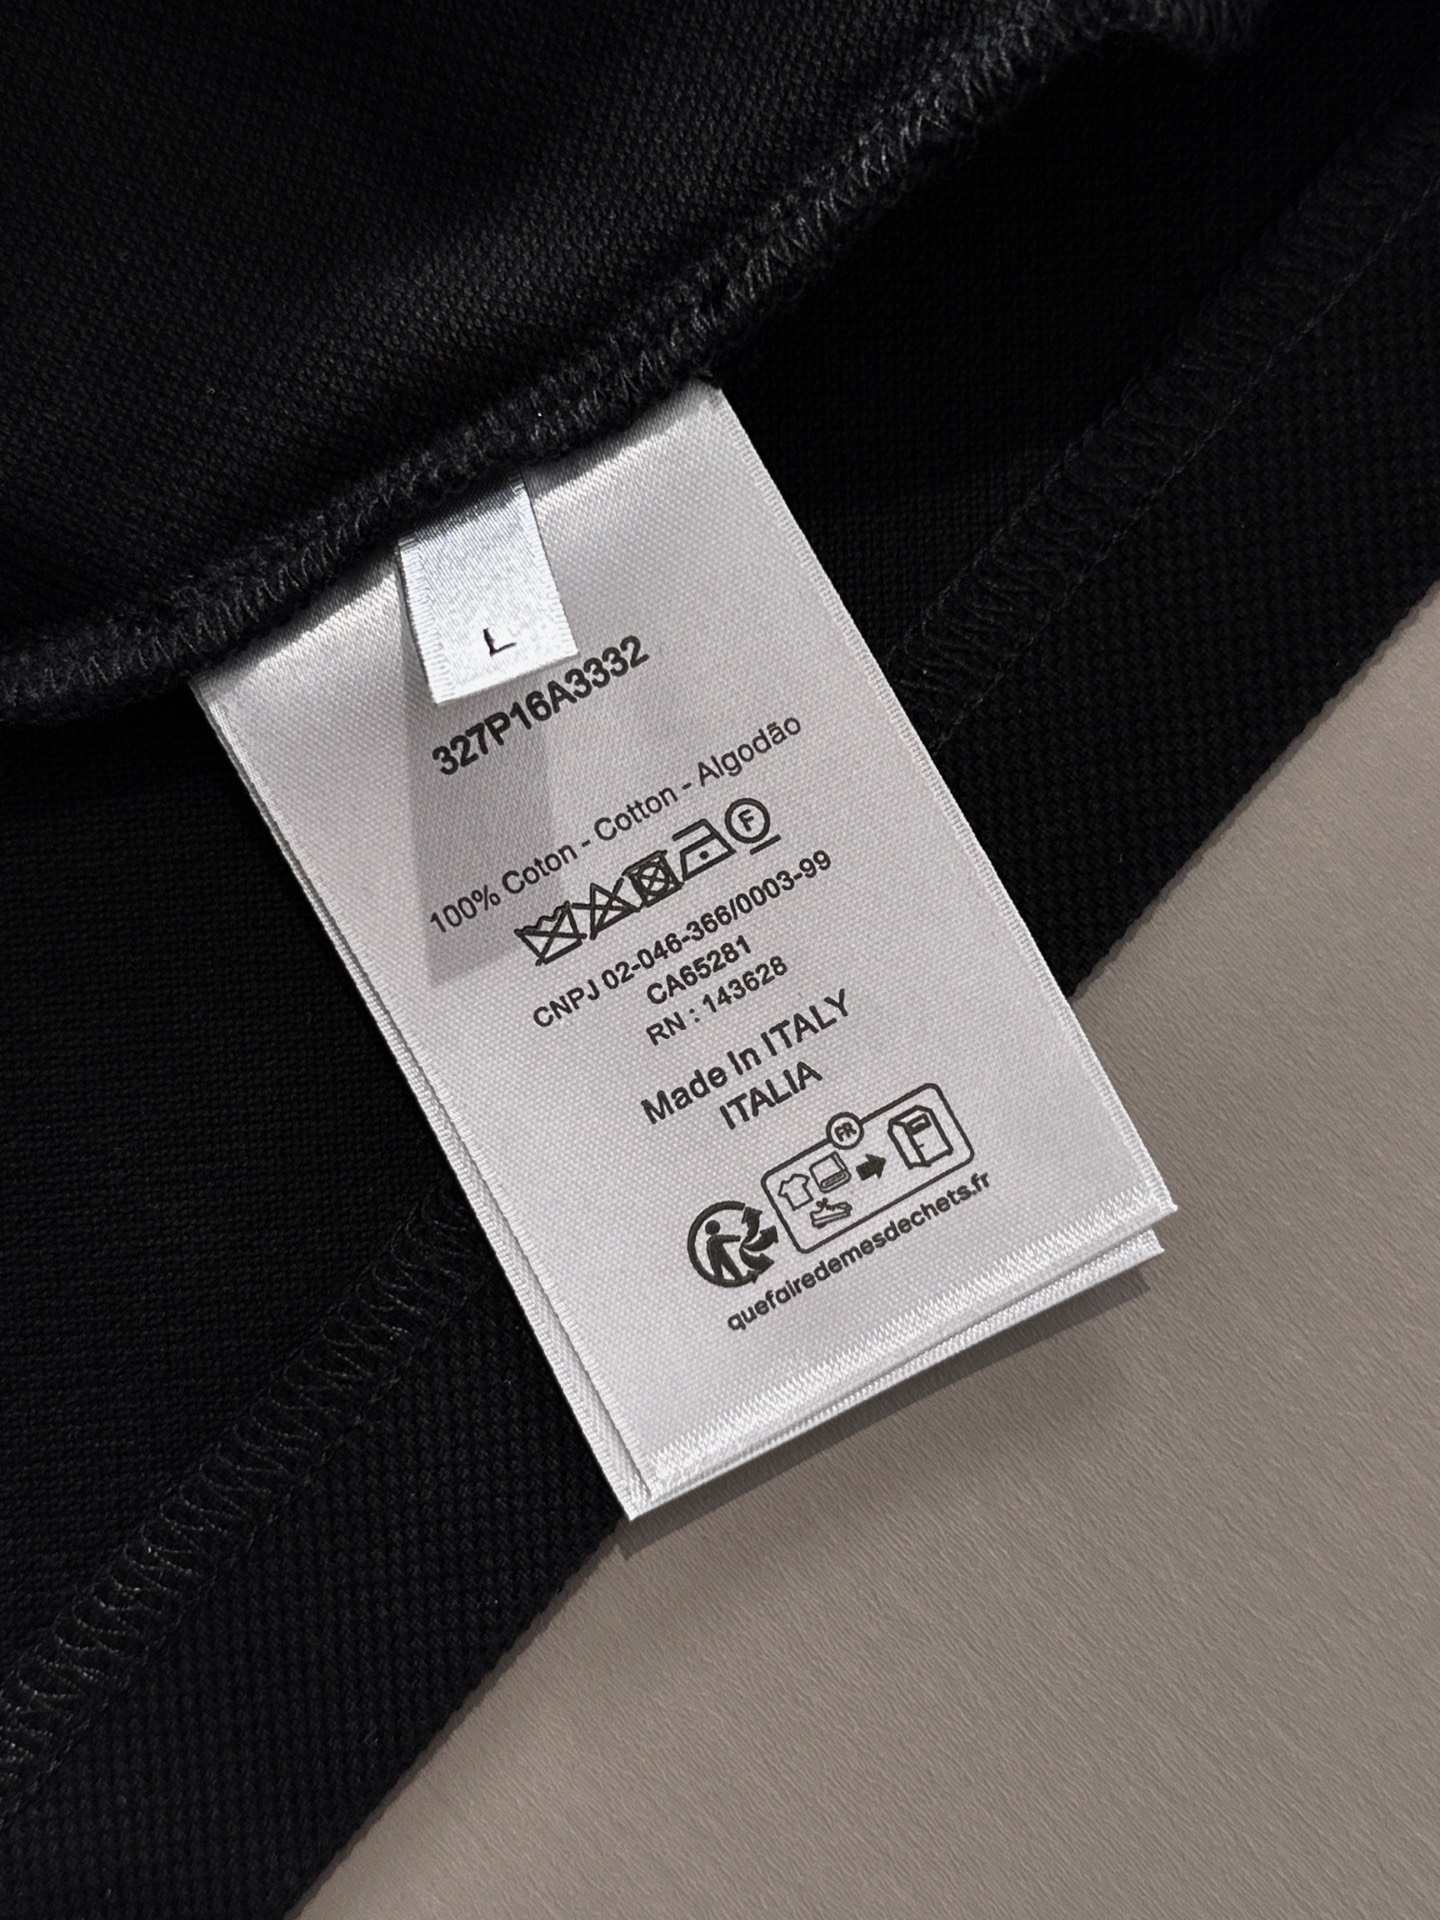 L
327P16A3332
100% Coton - Cotton - Algodão
F
CNPJ 02-046-366/0003-99
CA65281
RN : 143628
Made In ITALY
ITALIA
FR
quefairedemesdechets.fr